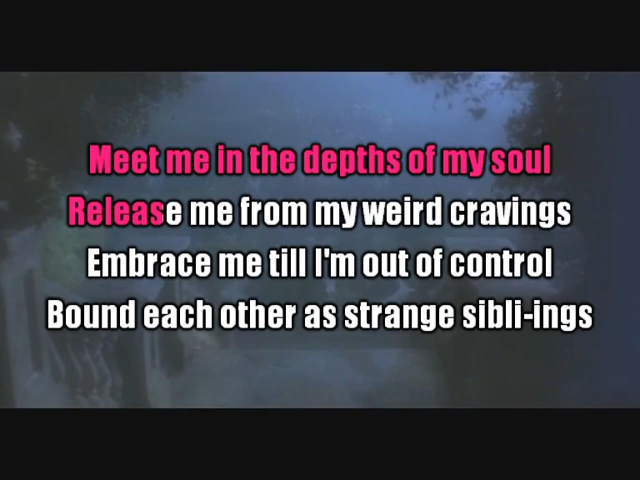 Meet me in the depths of my soul
Release me from my weird cravings
Embrace me till I'm out of control
Bound each other as strange sibli-ings